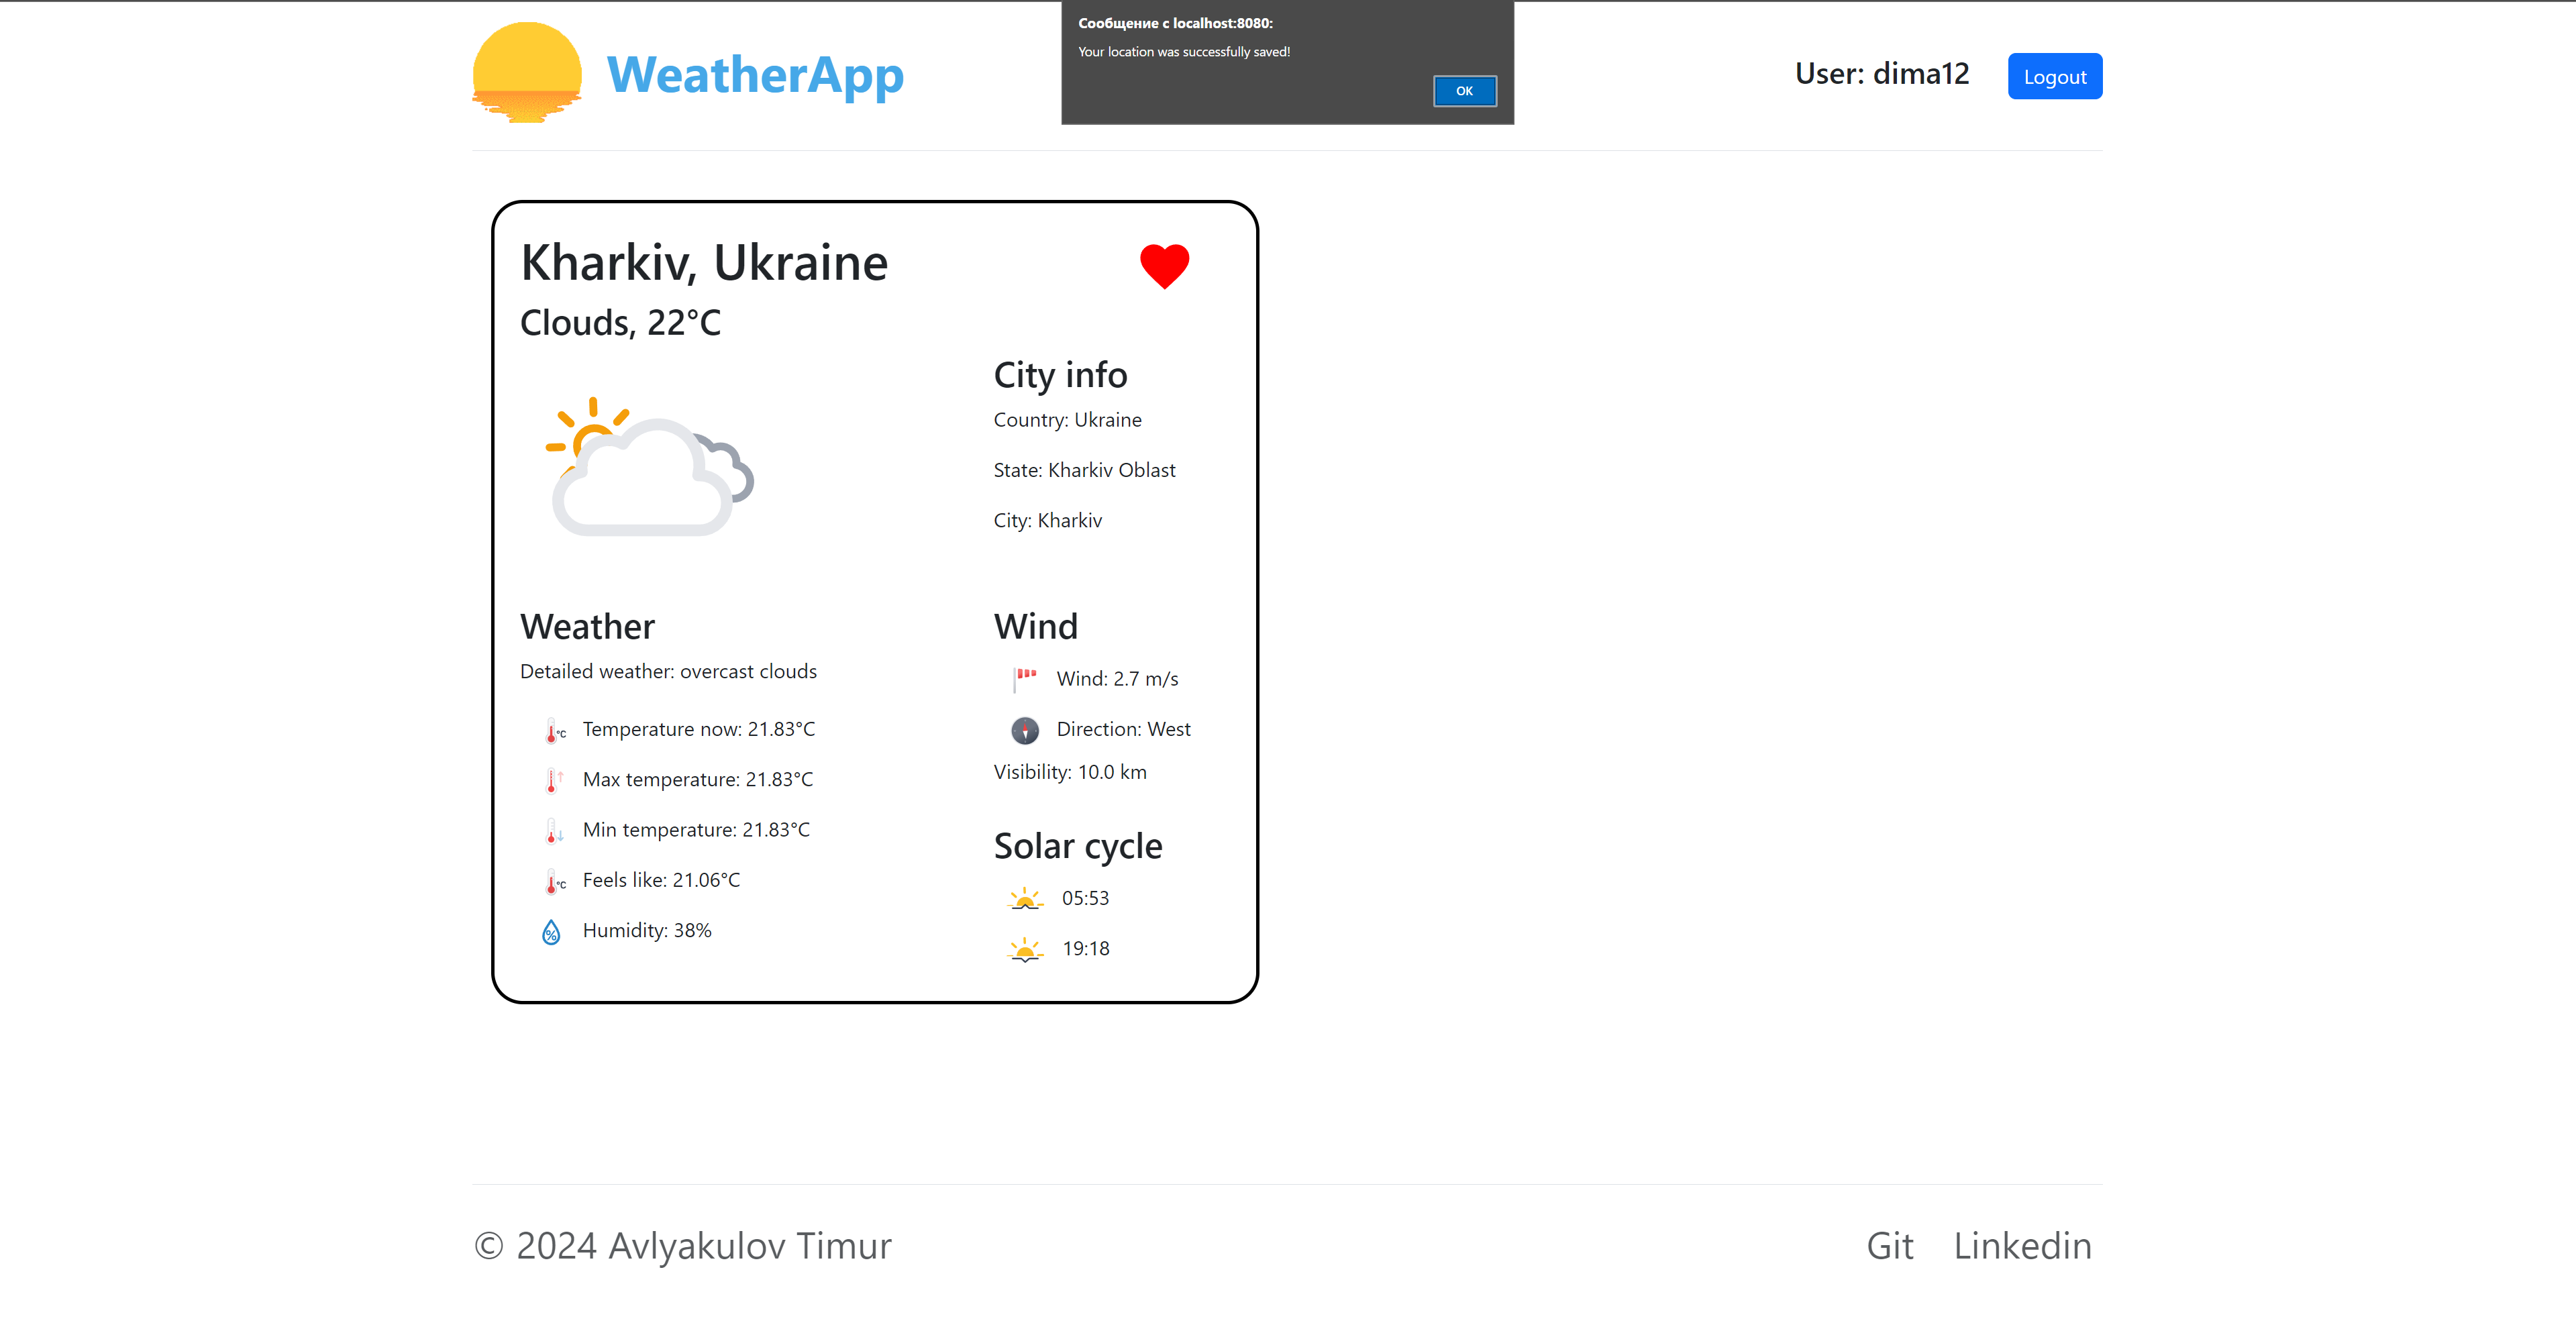 Сообщение с localhost:8080:
Your location was successfully saved!
OK
WeatherApp
User: dima12
Logout
Kharkiv, Ukraine
Clouds, 22°C
City info
Country: Ukraine
State: Kharkiv Oblast
City: Kharkiv
Weather
Detailed weather: overcast clouds
°C Temperature now: 21.83°C
Max temperature: 21.83°C
Min temperature: 21.83°C
°C Feels like: 21.06°C
% Humidity: 38%
Wind
Wind: 2.7 m/s
Direction: West
Visibility: 10.0 km
Solar cycle
05:53
19:18
© 2024 Avlyakulov Timur
Git
Linkedin